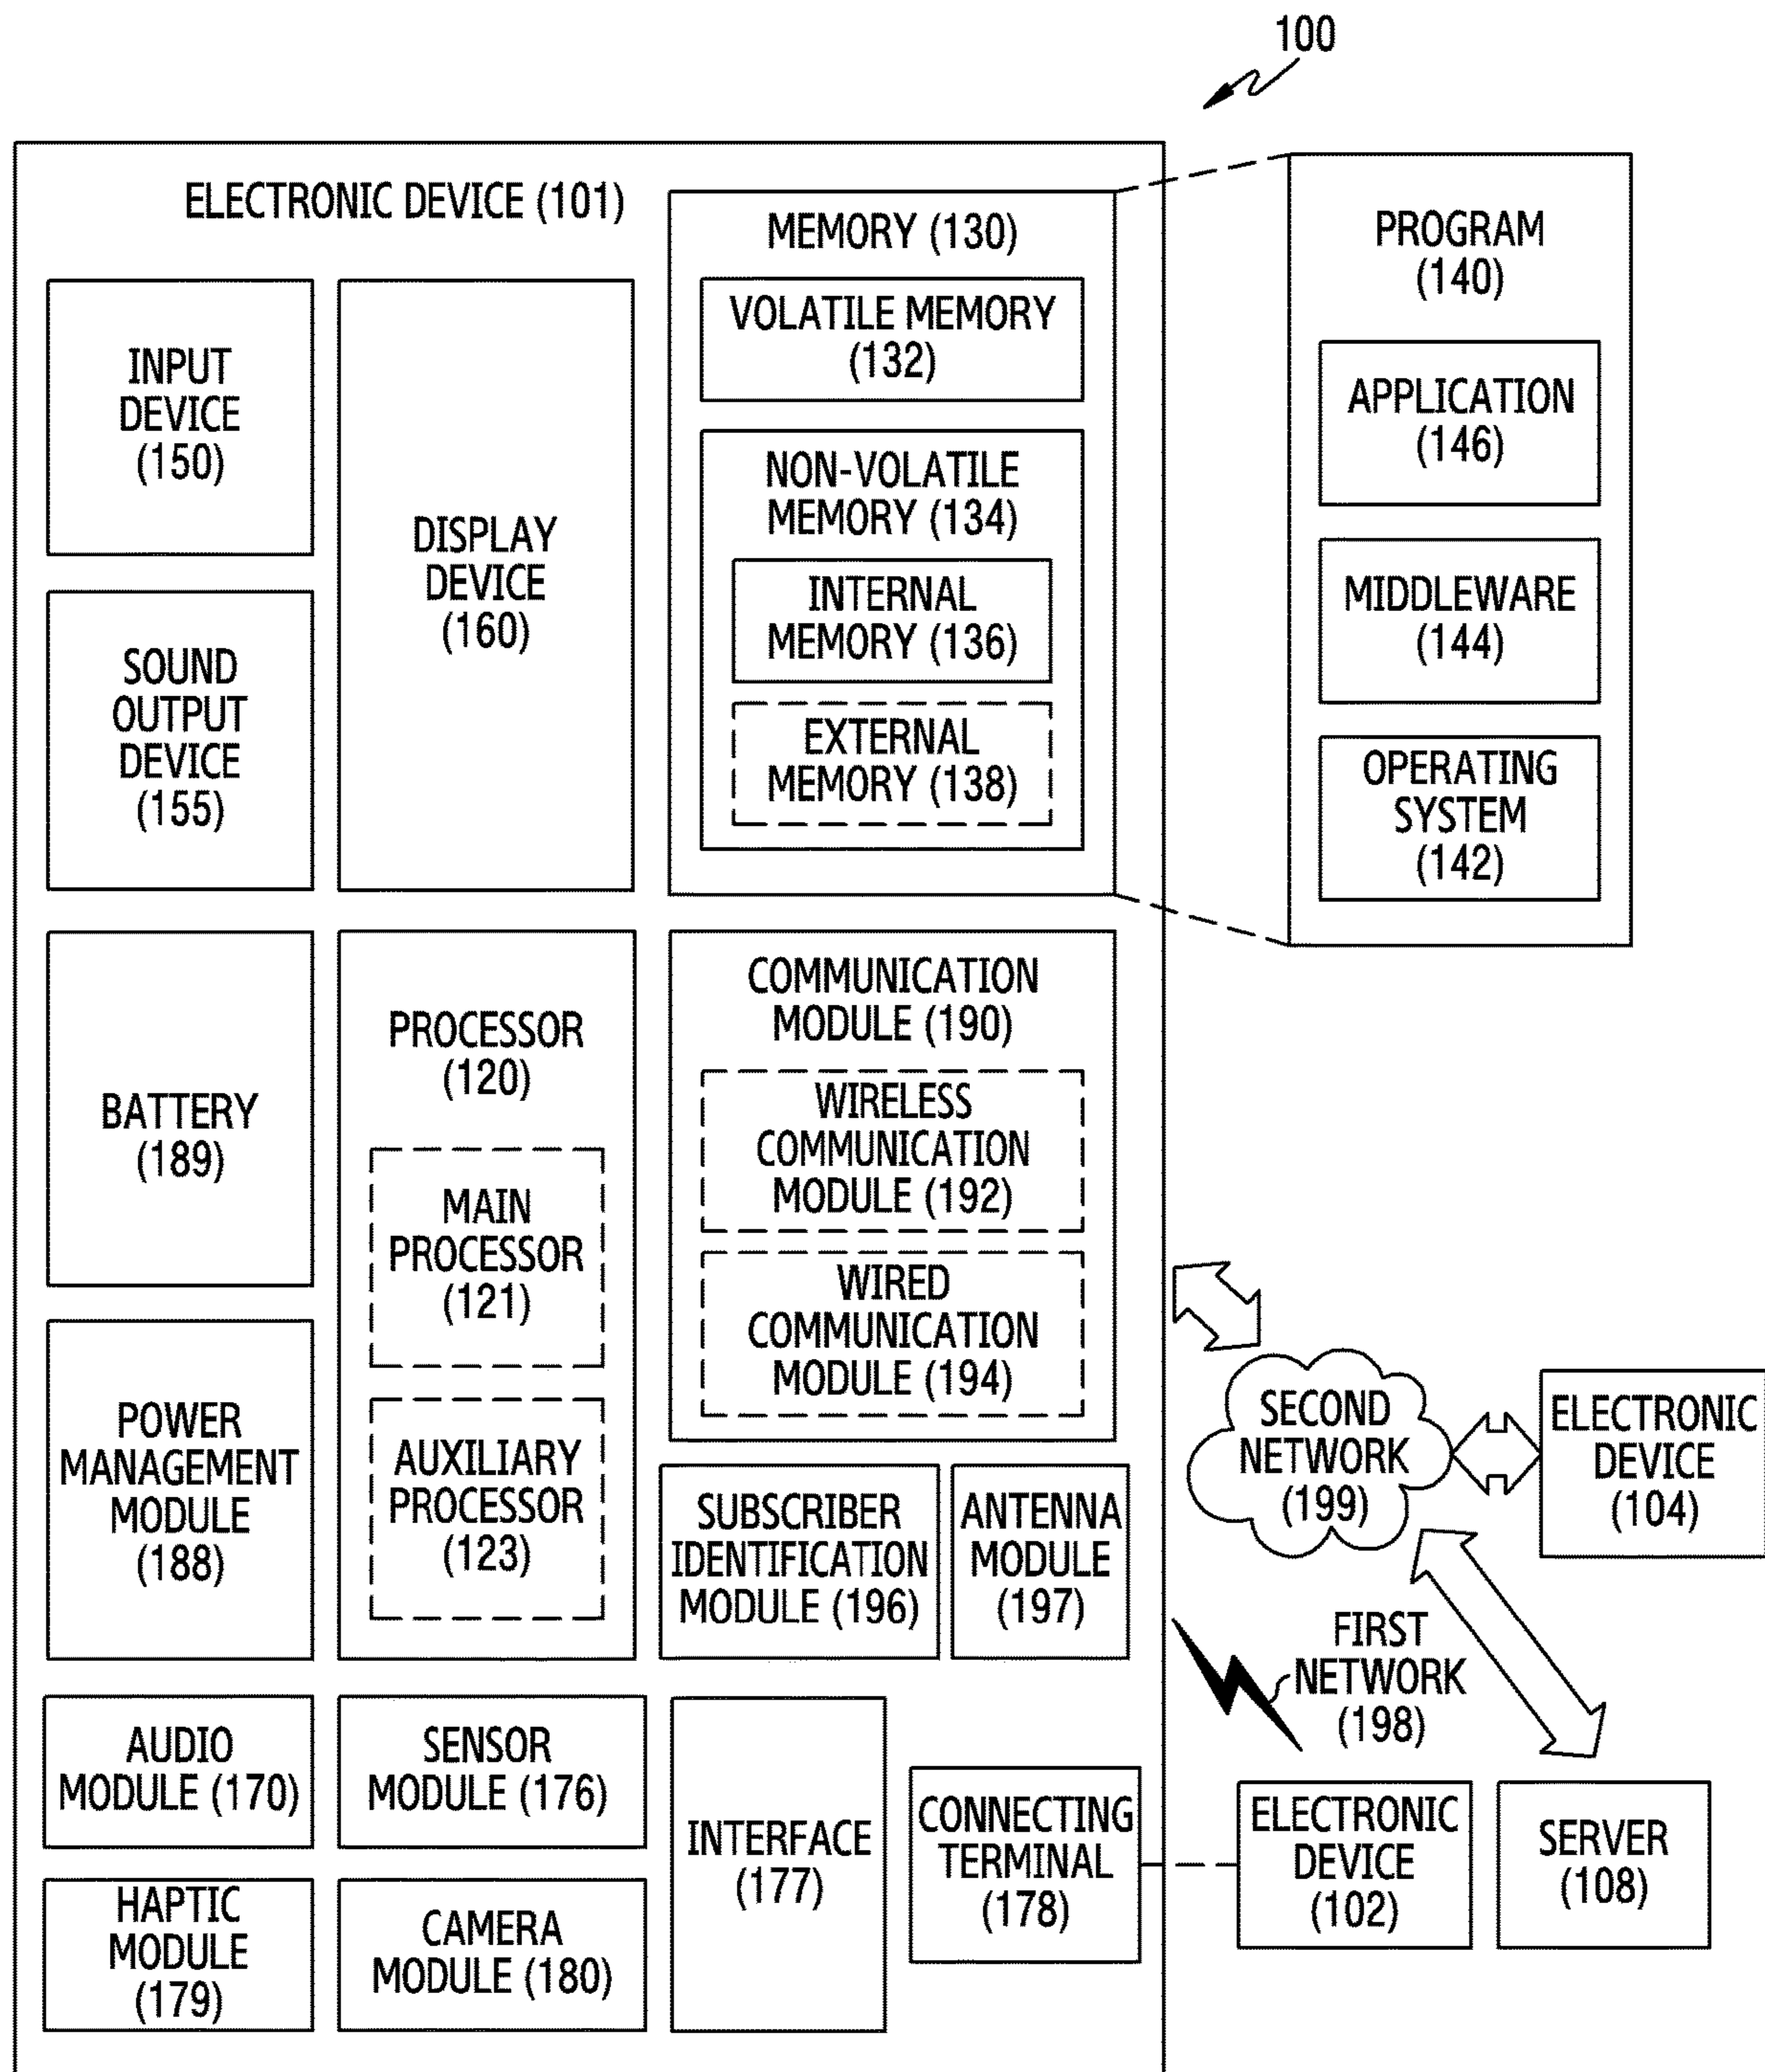 100
ELECTRONIC DEVICE (101)
INPUT
DEVICE
(150)
SOUND
OUTPUT
DEVICE
(155)
DISPLAY
DEVICE
(160)
MEMORY (130)
VOLATILE MEMORY
(132)
NON-VOLATILE
MEMORY (134)
INTERNAL
MEMORY (136)
EXTERNAL
MEMORY (138)
PROGRAM
(140)
APPLICATION
(146)
MIDDLEWARE
(144)
OPERATING
SYSTEM
(142)
BATTERY
(189)
POWER
MANAGEMENT
MODULE
(188)
PROCESSOR
(120)
MAIN
PROCESSOR
(121)
AUXILIARY
PROCESSOR
(123)
COMMUNICATION
MODULE (190)
WIRELESS
COMMUNICATION
MODULE (192)
WIRED
COMMUNICATION
MODULE (194)
SUBSCRIBER
IDENTIFICATION
MODULE (196)
ANTENNA
MODULE
(197)
SECOND
NETWORK
(199)
ELECTRONIC
DEVICE
(104)
FIRST
NETWORK
(198)
AUDIO
MODULE (170)
SENSOR
MODULE (176)
HAPTIC
MODULE
(179)
CAMERA
MODULE (180)
INTERFACE
(177)
CONNECTING
TERMINAL
(178)
ELECTRONIC
DEVICE
(102)
SERVER
(108)